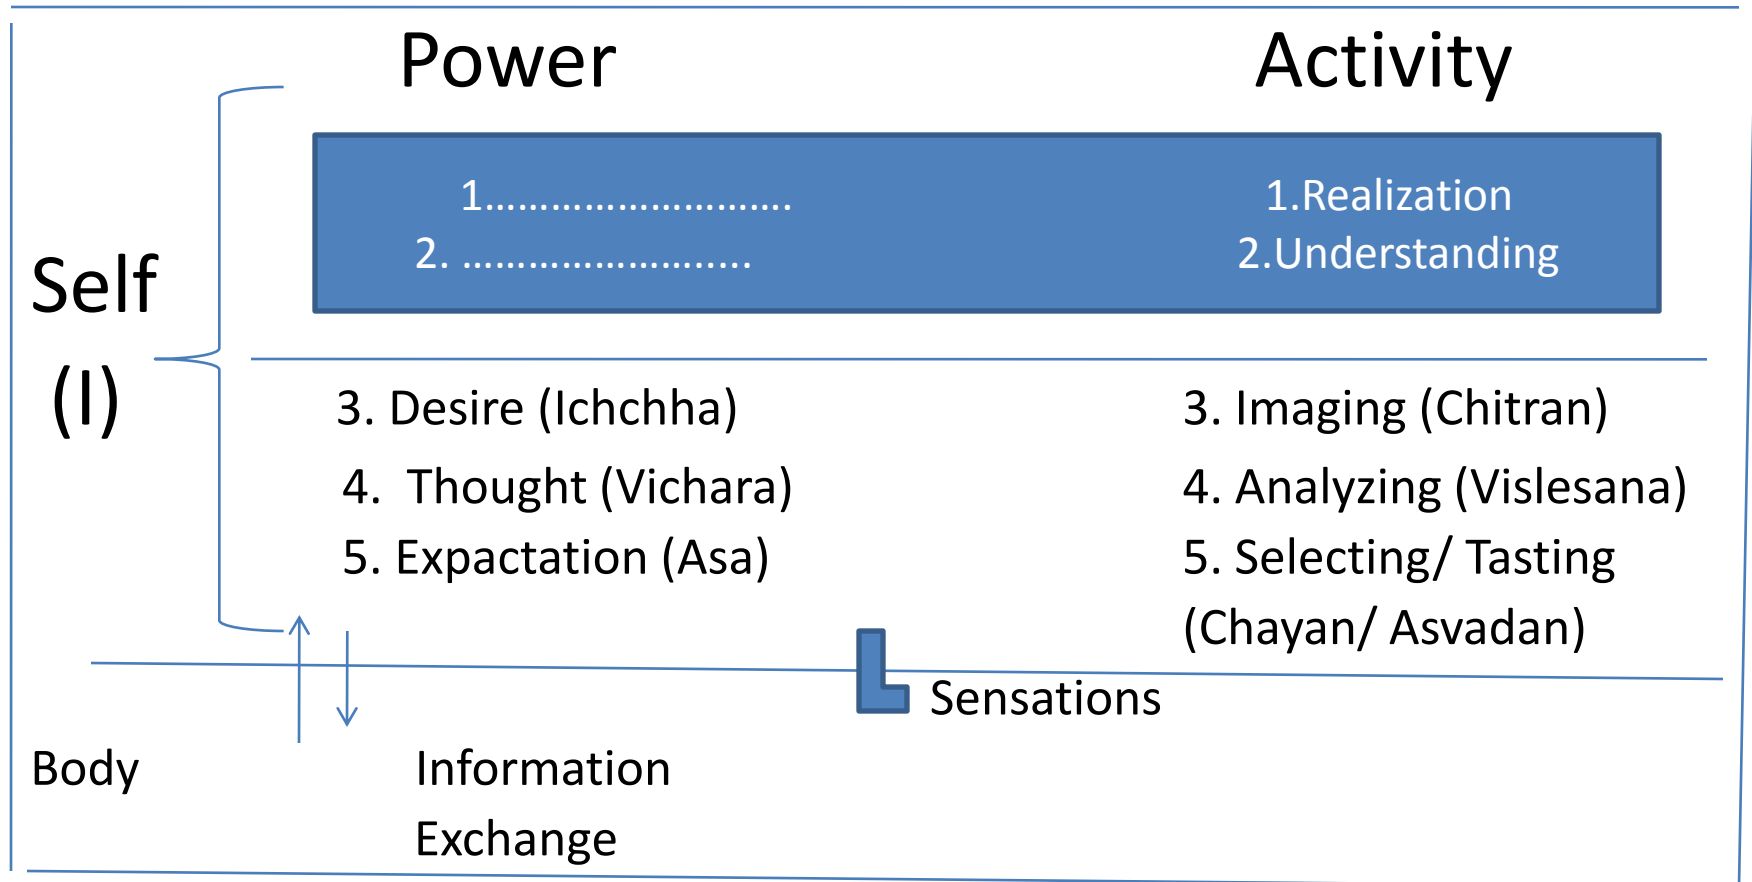 Power Activity
1………………………. 1.Realization
2. …………………….... 2.Understanding
Self
(I)
3. Desire (Ichchha) 3. Imaging (Chitran)
4. Thought (Vichara) 4. Analyzing (Vislesana)
5. Expactation (Asa) 5. Selecting/ Tasting
(Chayan/ Asvadan)
Sensations
Body Information
Exchange